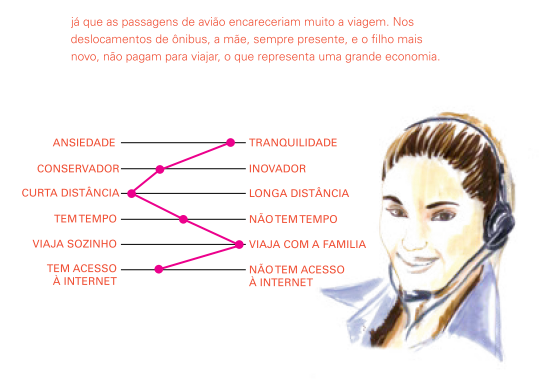 já que as passagens de avião encareceriam muito a viagem. Nos
deslocamentos de ônibus, a mãe, sempre presente, e o filho mais
novo, não pagam para viajar, o que representa uma grande economia.
ANSIEDADE TRANQUILIDADE
CONSERVADOR INOVADOR
CURTA DISTÂNCIA LONGA DISTÂNCIA
TEM TEMPO NÃO TEM TEMPO
VIAJA SOZINHO VIAJA COM A FAMILIA
TEM ACESSO NÃO TEM ACESSO
À INTERNET À INTERNET